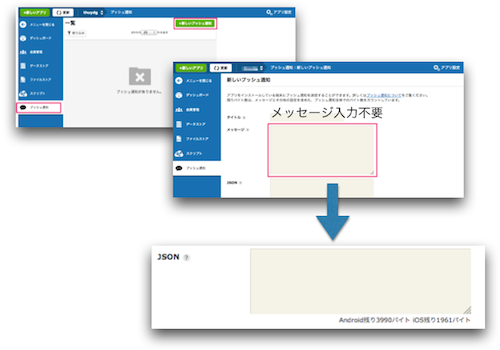 +新しいアプリ
更新
プッシュ通知
アプリ設定
メニューを閉じる
一覧
+新しいプッシュ通知
ダッシュボード
絞り込み
会員管理
データストア
ファイルストア
スクリプト
プッシュ通知がありません。
プッシュ通知
+新しいアプリ
更新
プッシュ通知 / 新しいプッシュ通知
アプリ設定
メニューを閉じる
新しいプッシュ通知
ダッシュボード
会員管理
データストア
ファイルストア
スクリプト
プッシュ通知
タイトル
メッセージ入力不要
メッセージ
JSON
JSON
Android残り3990バイト iOS残り1961バイト